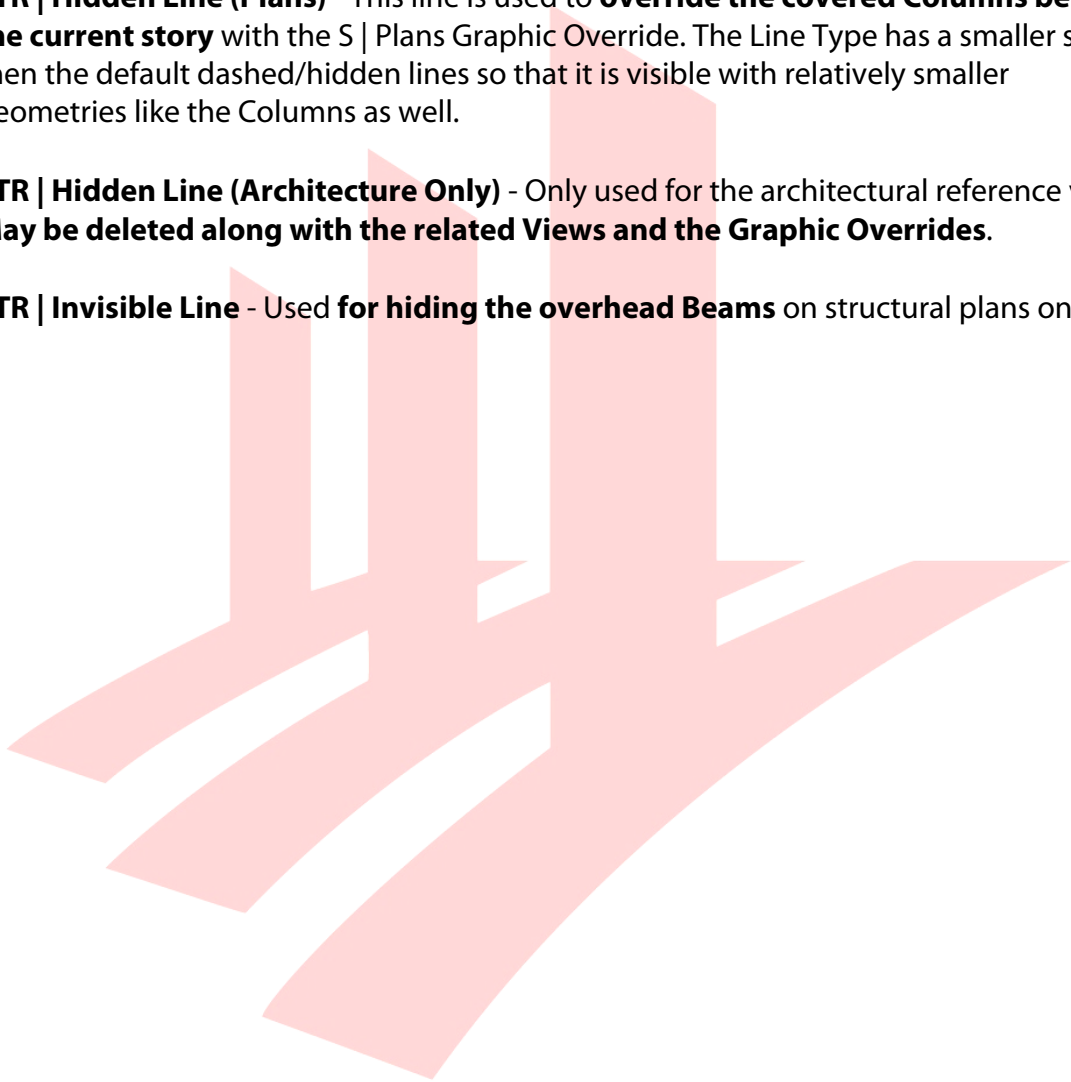 TR | Hidden Line (Plans) - This line is used to override the covered Columns be
he current story with the S | Plans Graphic Override. The Line Type has a smaller s
hen the default dashed/hidden lines so that it is visible with relatively smaller
eometries like the Columns as well.
TR | Hidden Line (Architecture Only) - Only used for the architectural reference
May be deleted along with the related Views and the Graphic Overrides.
TR | Invisible Line - Used for hiding the overhead Beams on structural plans on